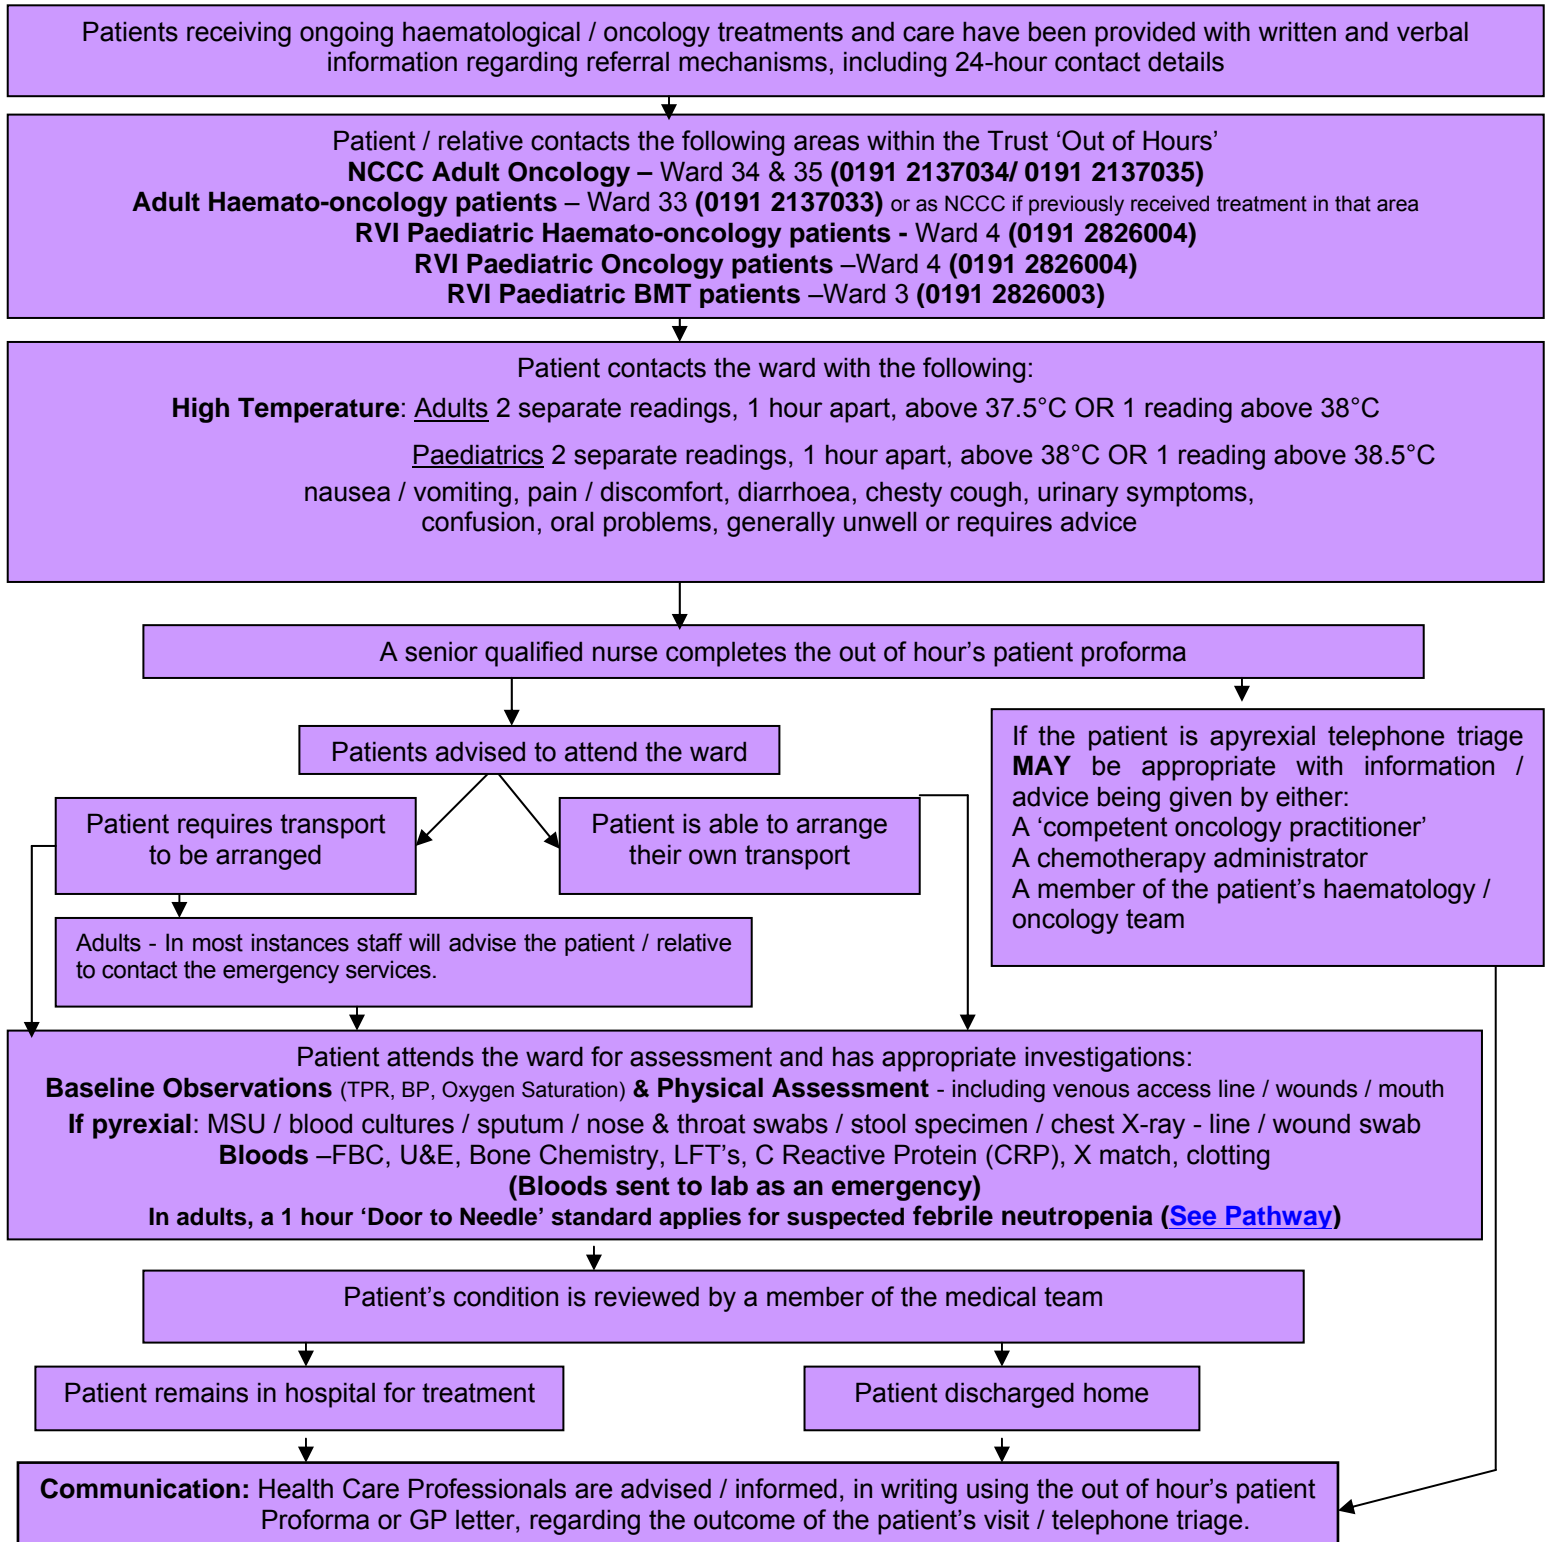 Patients receiving ongoing haematological / oncology treatments and care have been provided with written and verbal
information regarding referral mechanisms, including 24-hour contact details
Patient / relative contacts the following areas within the Trust ‘Out of Hours’
NCCC Adult Oncology – Ward 34 & 35 (0191 2137034/ 0191 2137035)
Adult Haemato-oncology patients – Ward 33 (0191 2137033) or as NCCC if previously received treatment in that area
RVI Paediatric Haemato-oncology patients - Ward 4 (0191 2826004)
RVI Paediatric Oncology patients –Ward 4 (0191 2826004)
RVI Paediatric BMT patients –Ward 3 (0191 2826003)
Patient contacts the ward with the following:
High Temperature: Adults 2 separate readings, 1 hour apart, above 37.5°C OR 1 reading above 38°C
Paediatrics 2 separate readings, 1 hour apart, above 38°C OR 1 reading above 38.5°C
nausea / vomiting, pain / discomfort, diarrhoea, chesty cough, urinary symptoms,
confusion, oral problems, generally unwell or requires advice
A senior qualified nurse completes the out of hour’s patient proforma
Patients advised to attend the ward
If the patient is apyrexial telephone triage
MAY be appropriate with information /
advice being given by either:
A ‘competent oncology practitioner’
A chemotherapy administrator
A member of the patient’s haematology /
oncology team
Patient requires transport
to be arranged
Patient is able to arrange
their own transport
Adults - In most instances staff will advise the patient / relative
to contact the emergency services.
Patient attends the ward for assessment and has appropriate investigations:
Baseline Observations (TPR, BP, Oxygen Saturation) & Physical Assessment - including venous access line / wounds / mouth
If pyrexial: MSU / blood cultures / sputum / nose & throat swabs / stool specimen / chest X-ray - line / wound swab
Bloods –FBC, U&E, Bone Chemistry, LFT’s, C Reactive Protein (CRP), X match, clotting
(Bloods sent to lab as an emergency)
In adults, a 1 hour ‘Door to Needle’ standard applies for suspected febrile neutropenia (See Pathway)
Patient’s condition is reviewed by a member of the medical team
Patient remains in hospital for treatment
Patient discharged home
Communication: Health Care Professionals are advised / informed, in writing using the out of hour’s patient
Proforma or GP letter, regarding the outcome of the patient’s visit / telephone triage.